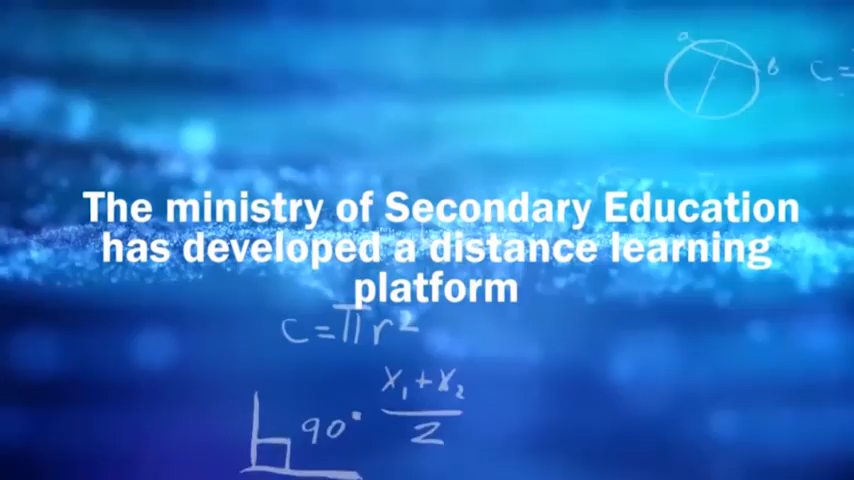 a
b
c=
The ministry of Secondary Education
has developed a distance learning
platform
c=πr²
x₁+x₂
90°
2